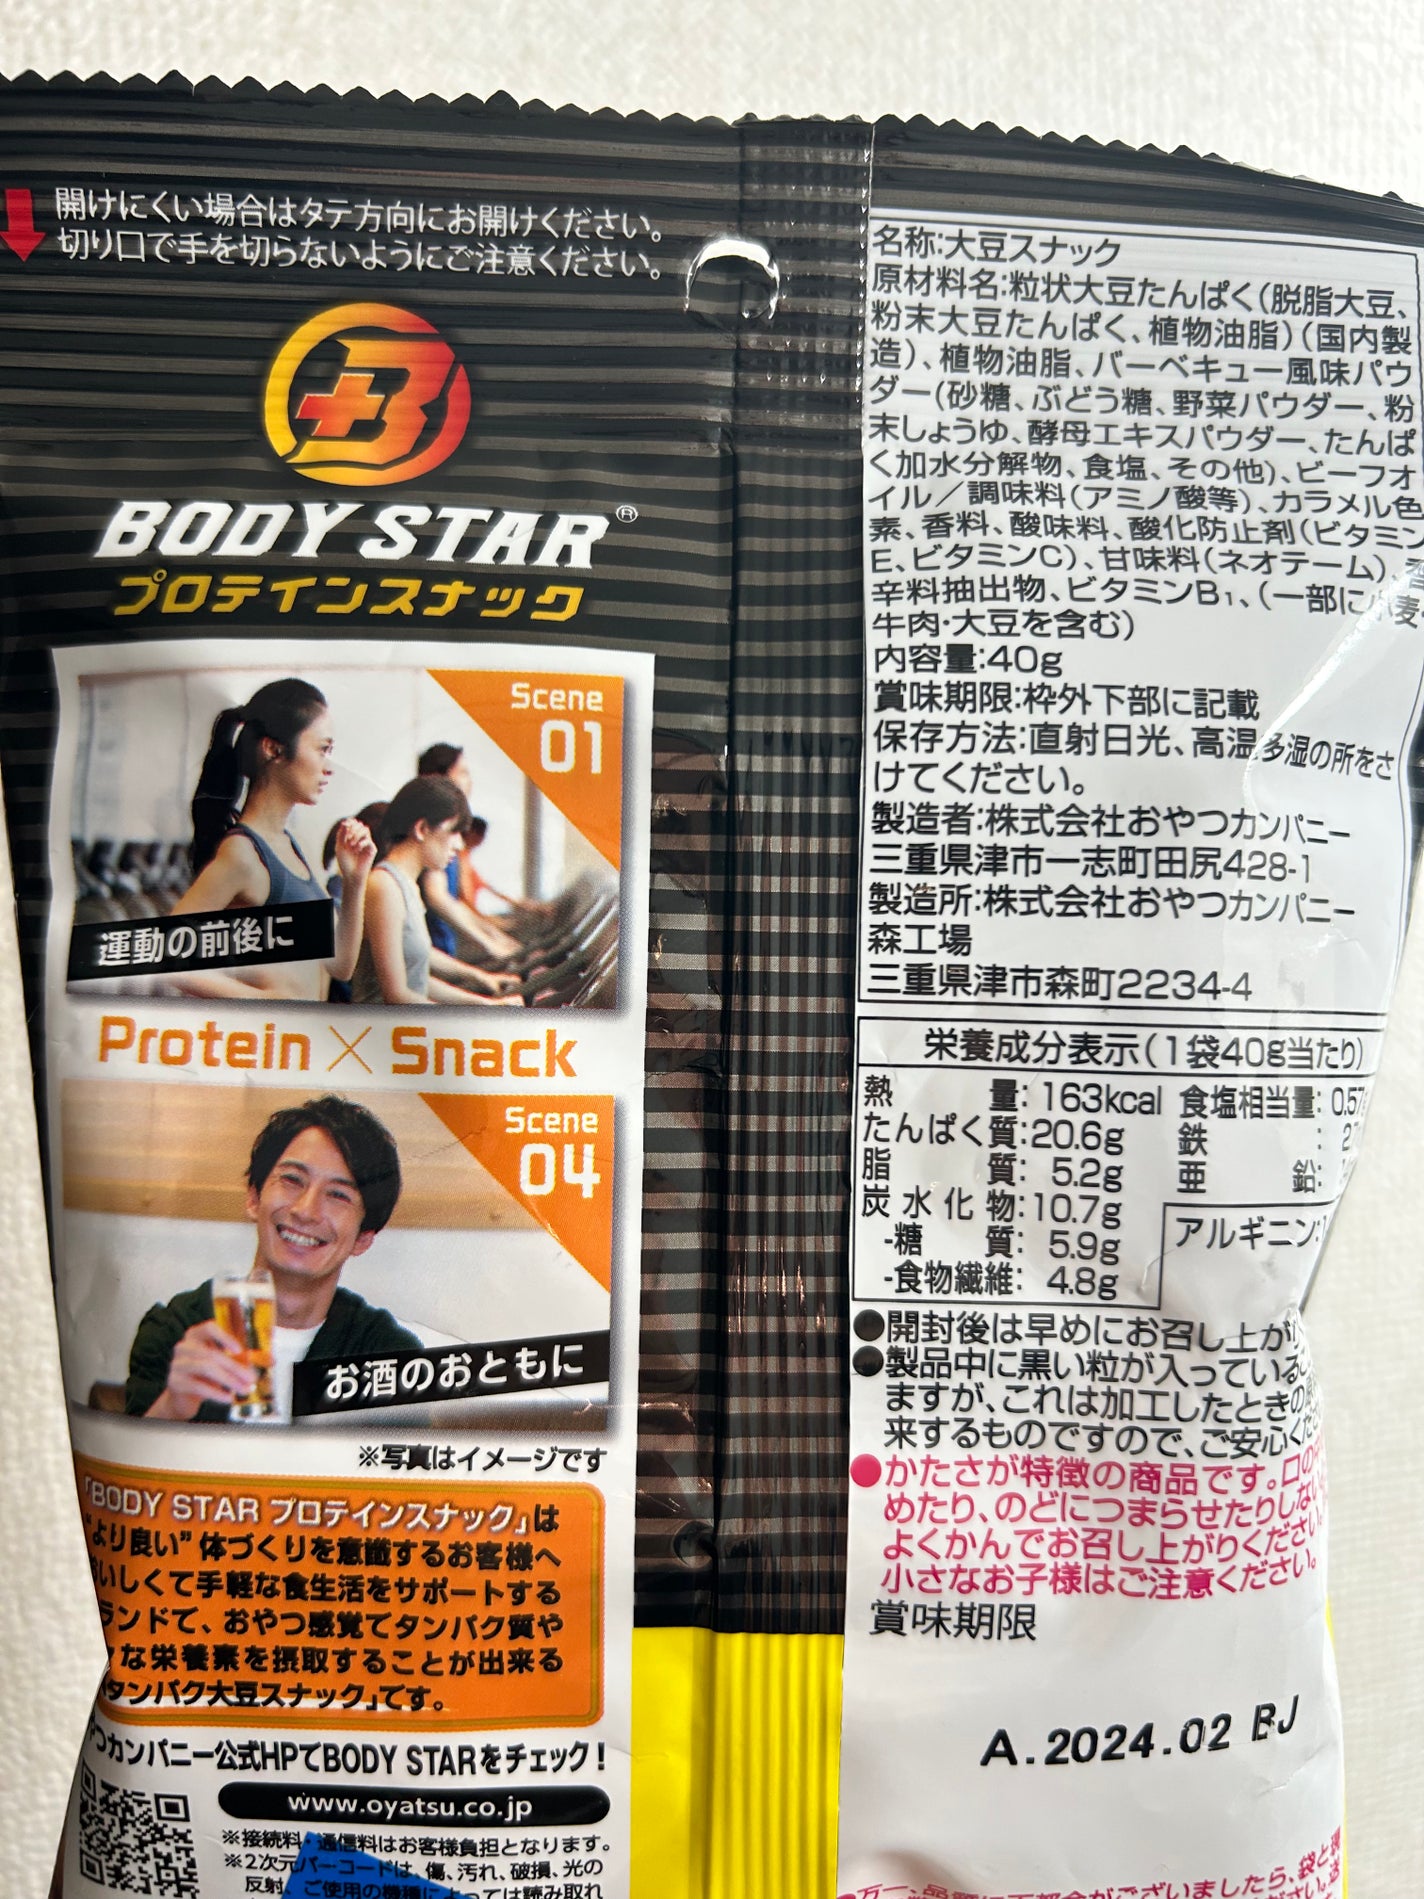 開けにくい場合はタテ方向にお開けください。
切り口で手を切らないようにご注意ください。
BODY STAR®
プロテインスナック
Scene
01
運動の前後に
Protein × Snack
Scene
04
お酒のおともに
※写真はイメージです
「BODY STAR プロテインスナック」は
“より良い”体づくりを意識するお客様へ
いしくて手軽な食生活をサポートする
ランドで、おやつ感覚でタンパク質や
な栄養素を摂取することが出来る
タンパク大豆スナック」です。
つカンパニー公式HPでBODY STARをチェック!
www.oyatsu.co.jp
※接続料・通信料はお客様負担となります。
※2次元バーコードは、傷、汚れ、破損、光の
反射、ご使用の機種によっては読み取れ
名称:大豆スナック
原材料名:粒状大豆たんぱく(脱脂大豆、
粉末大豆たんぱく、植物油脂)(国内製
造)、植物油脂、バーベキュー風味パウ
ダー(砂糖、ぶどう糖、野菜パウダー、粉
末しょうゆ、酵母エキスパウダー、たんぱ
く加水分解物、食塩、その他)、ビーフオ
イル/調味料(アミノ酸等)、カラメル色
素、香料、酸味料、酸化防止剤(ビタミン
E、ビタミンC)、甘味料(ネオテーム)、
辛料抽出物、ビタミンB1、(一部に小麦・
牛肉・大豆を含む)
内容量:40g
賞味期限:枠外下部に記載
保存方法:直射日光、高温多湿の所をさ
けてください。
製造者:株式会社おやつカンパニー
三重県津市一志町田尻428-1
製造所:株式会社おやつカンパニー
森工場
三重県津市森町2234-4
栄養成分表示(1袋40g当たり)
熱量:163kcal 食塩相当量:0.57
たんぱく質:20.6g 鉄:
脂質:5.2g 亜鉛:
炭水化物:10.7g
-糖質:5.9g アルギニン:
-食物繊維:4.8g
●開封後は早めにお召し上が
●製品中に黒い粒が入っている
ますが、これは加工したときの
来するものですので、ご安心くだ
●かたさが特徴の商品です。口の
めたり、のどにつまらせたりしない
よくかんでお召し上がりください。
小さなお子様はご注意ください。
賞味期限
A.2024.02 BJ